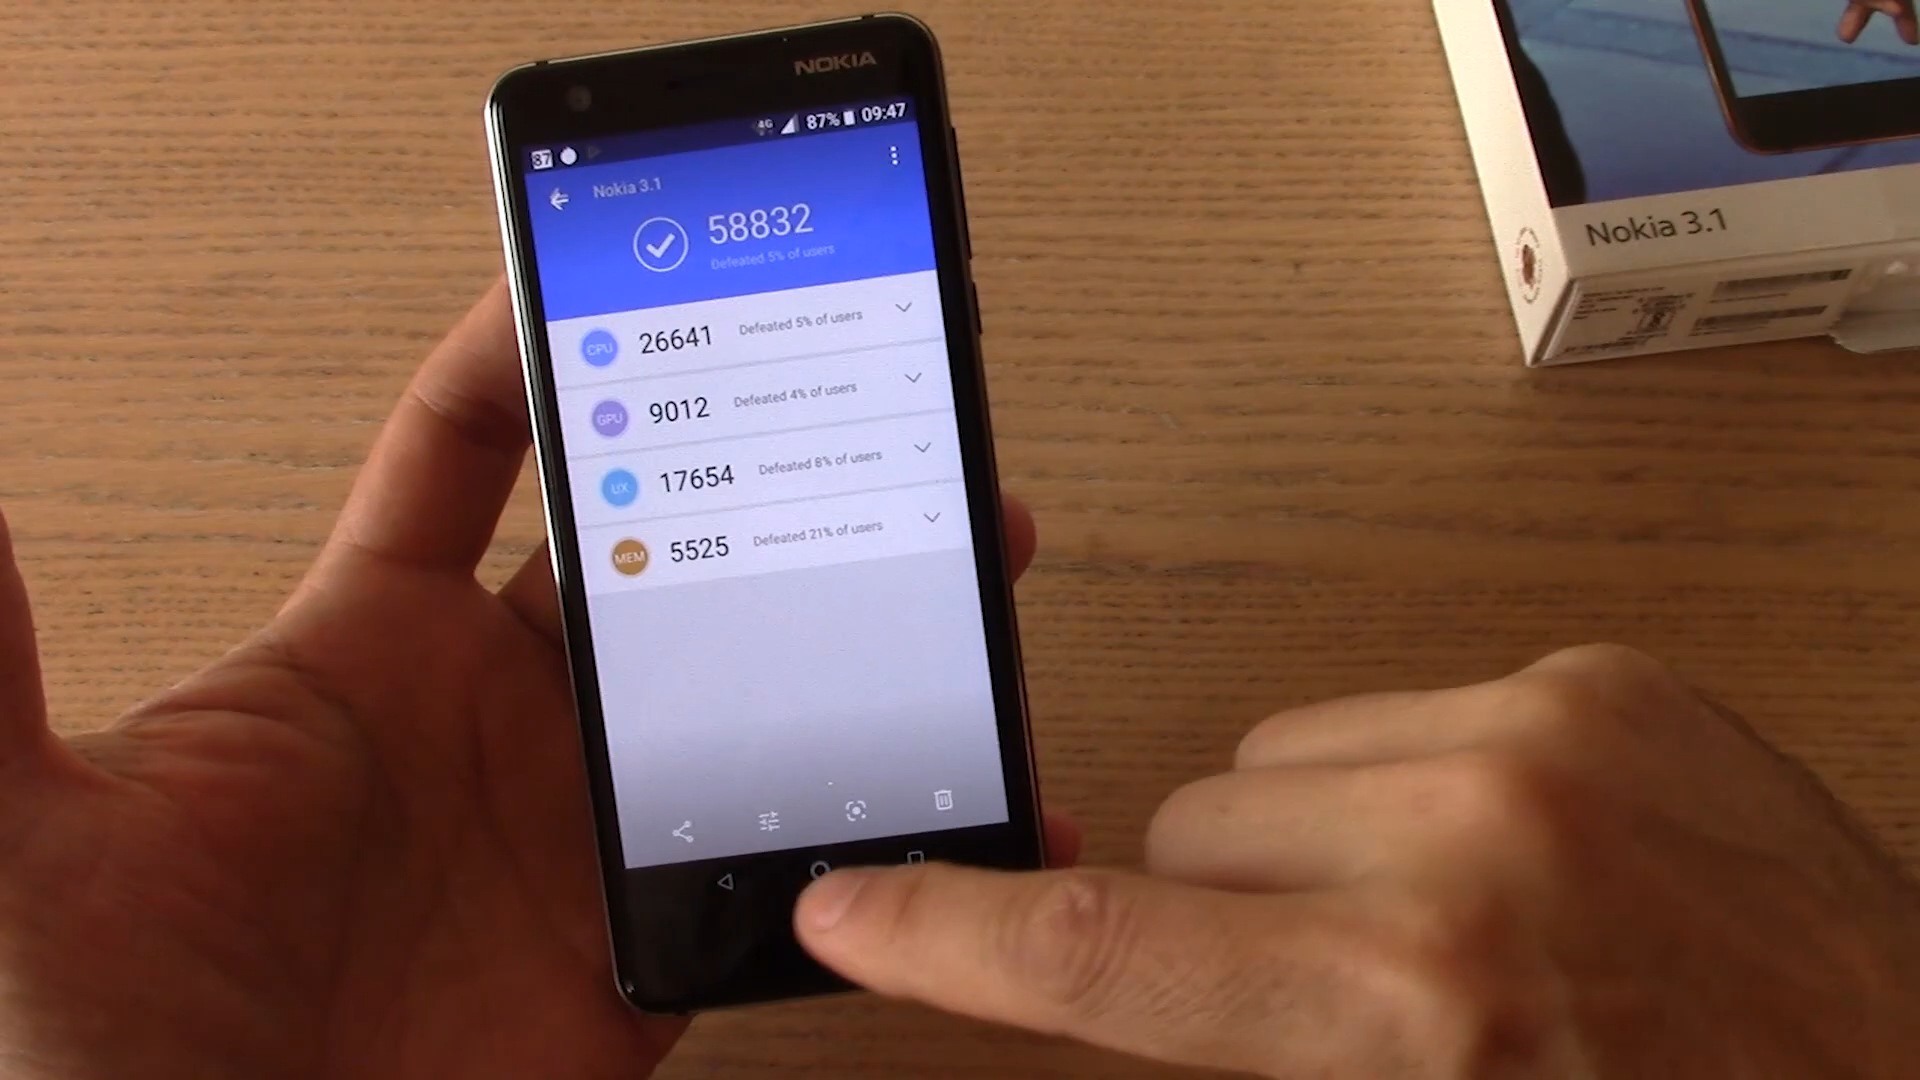 NOKIA
4G 87% 09:47
87
Nokia 3.1
58832
Defeated 5% of users
CPU 26641 Defeated 5% of users
GPU 9012 Defeated 4% of users
UX 17654 Defeated 8% of users
MEM 5525 Defeated 21% of users
Nokia 3.1